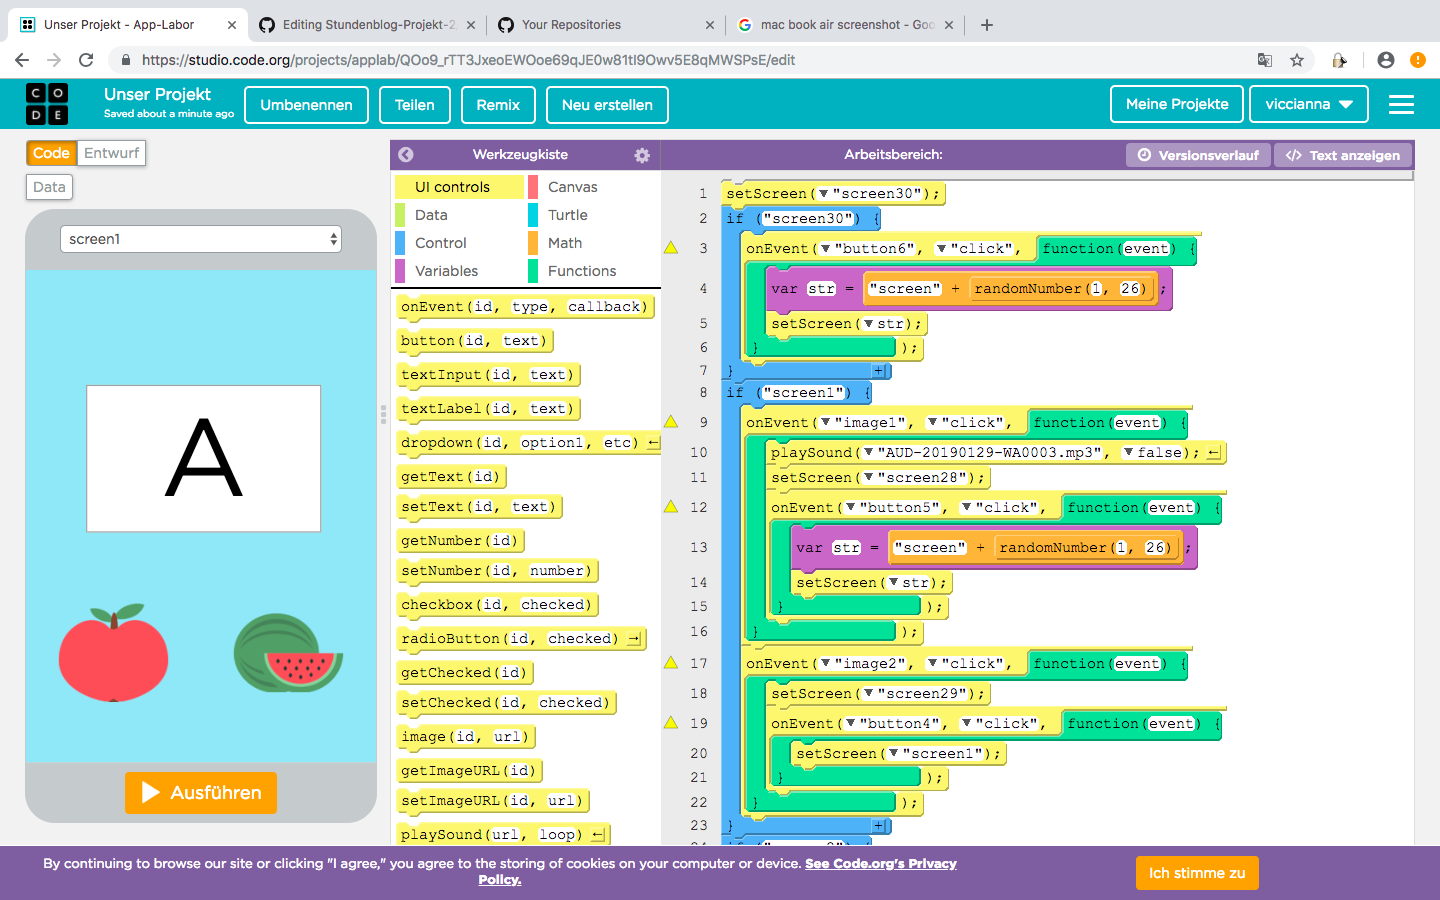 Unser Projekt - App-Labor
Editing Stundenblog-Projekt-2
Your Repositories
mac book air screenshot - Goo
https://studio.code.org/projects/applab/QOo9_rTT3JxeoEWOoe69qJE0w81tI9Owv5E8qMWSPsE/edit
C O
D E
Unser Projekt
Saved about a minute ago
Umbenennen
Teilen
Remix
Neu erstellen
Meine Projekte
viccianna
Code
Entwurf
Data
Werkzeugkiste
Arbeitsbereich:
Versionsverlauf
Text anzeigen
screen1
A
Ausführen
UI controls
Canvas
Data
Turtle
Control
Math
Variables
Functions
onEvent(id, type, callback)
button(id, text)
textInput(id, text)
textLabel(id, text)
dropdown(id, option1, etc)
getText(id)
setText(id, text)
getNumber(id)
setNumber(id, number)
checkbox(id, checked)
radioButton(id, checked)
getChecked(id)
setChecked(id, checked)
image(id, url)
getImageURL(id)
setImageURL(id, url)
playSound(url, loop)
1 setScreen("screen30");
2 if ("screen30") {
3 onEvent("button6", "click", function(event) {
4 var str = "screen" + randomNumber(1, 26);
5 setScreen(str);
6 });
7 } +
8 if ("screen1") {
9 onEvent("image1", "click", function(event) {
10 playSound("AUD-20190129-WA0003.mp3", false);
11 setScreen("screen28");
12 onEvent("button5", "click", function(event) {
13 var str = "screen" + randomNumber(1, 26);
14 setScreen(str);
15 });
16 });
17 onEvent("image2", "click", function(event) {
18 setScreen("screen29");
19 onEvent("button4", "click", function(event) {
20 setScreen("screen1");
21 });
22 });
23 } +
By continuing to browse our site or clicking "I agree," you agree to the storing of cookies on your computer or device. See Code.org's Privacy
Policy.
Ich stimme zu